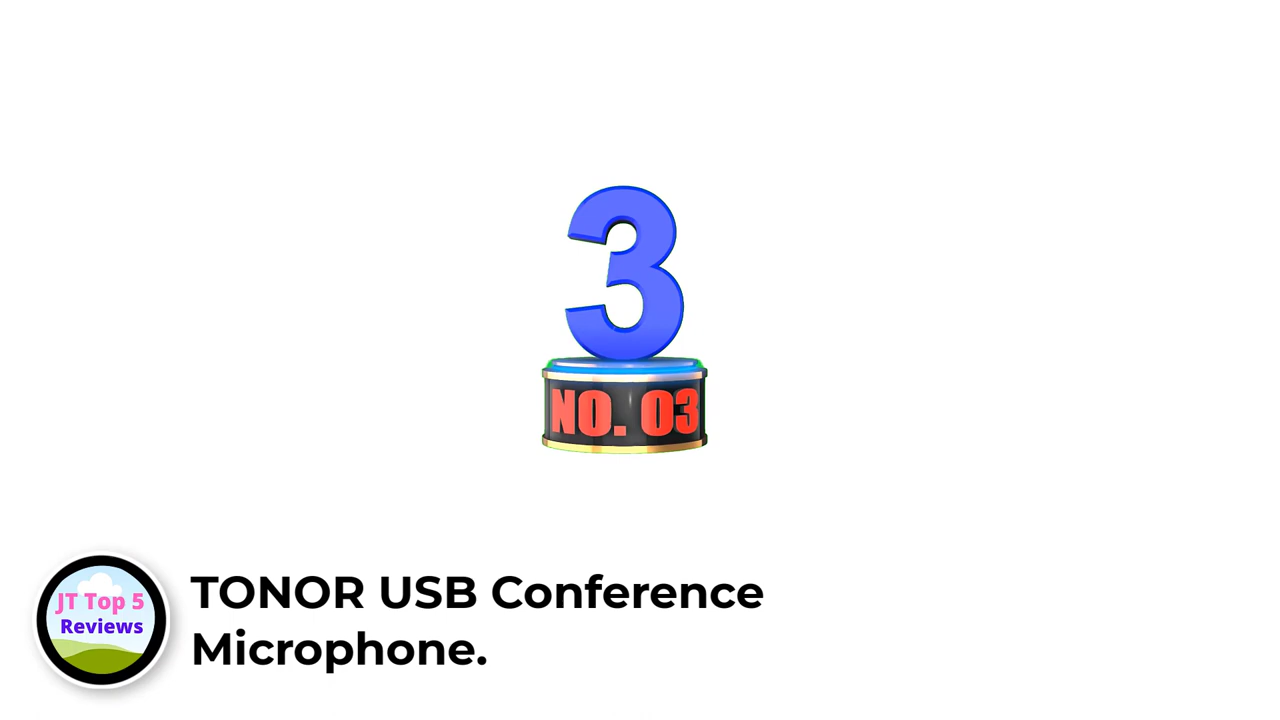 3
NO. 03
JT Top 5
Reviews
TONOR USB Conference
Microphone.